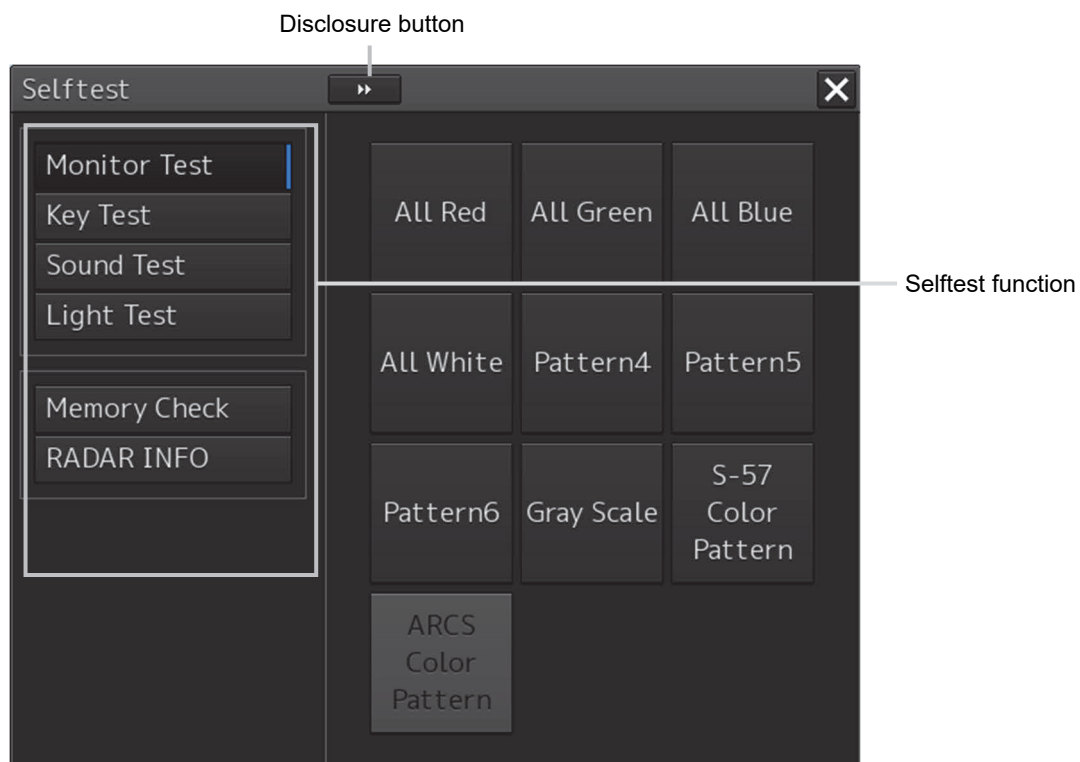 Disclosure button
Selftest
Monitor Test
Key Test
Sound Test
Light Test
Memory Check
RADAR INFO
All Red
All Green
All Blue
Selftest function
All White
Pattern4
Pattern5
Pattern6
Gray Scale
S-57
Color
Pattern
ARCS
Color
Pattern